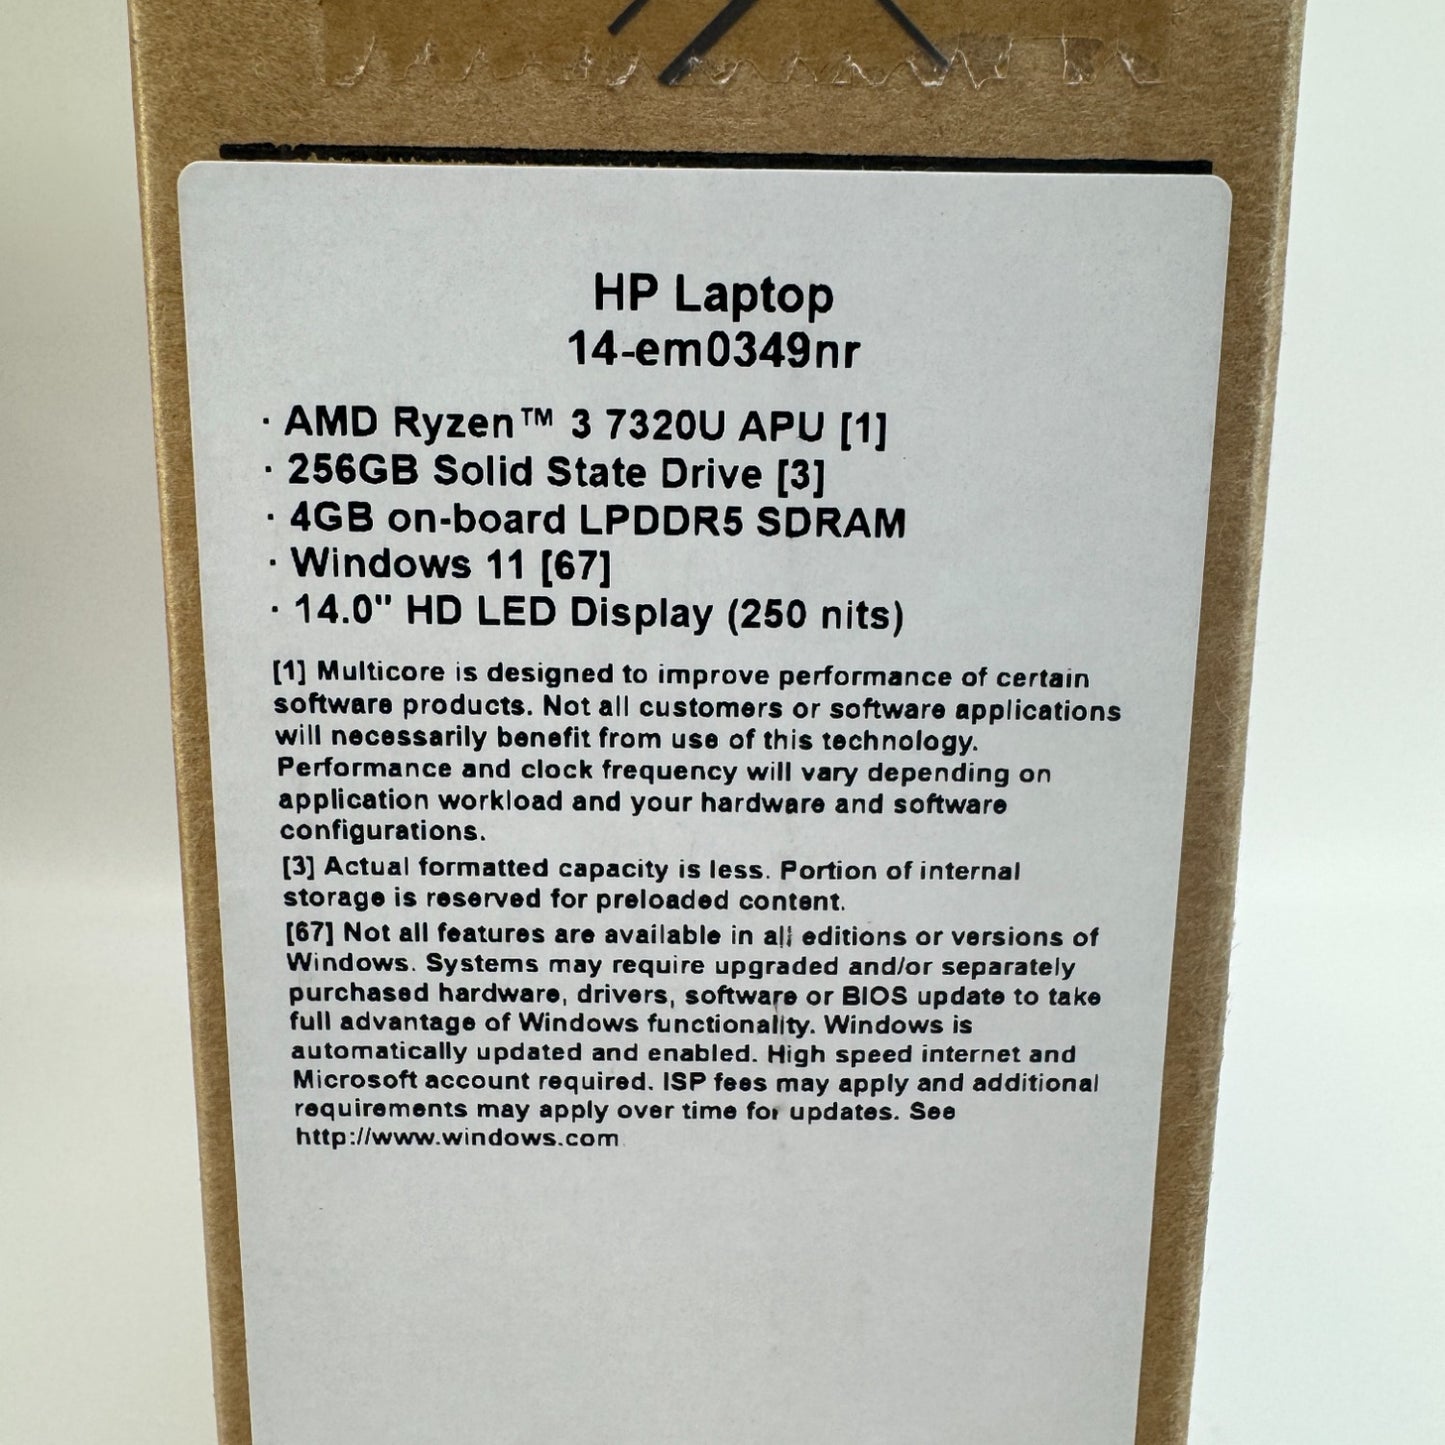 HP Laptop
14-em0349nr
· AMD Ryzen™ 3 7320U APU [1]
· 256GB Solid State Drive [3]
· 4GB on-board LPDDR5 SDRAM
· Windows 11 [67]
· 14.0" HD LED Display (250 nits)
[1] Multicore is designed to improve performance of certain
software products. Not all customers or software applications
will necessarily benefit from use of this technology.
Performance and clock frequency will vary depending on
application workload and your hardware and software
configurations.
[3] Actual formatted capacity is less. Portion of internal
storage is reserved for preloaded content.
[67] Not all features are available in all editions or versions of
Windows. Systems may require upgraded and/or separately
purchased hardware, drivers, software or BIOS update to take
full advantage of Windows functionality. Windows is
automatically updated and enabled. High speed internet and
Microsoft account required. ISP fees may apply and additional
requirements may apply over time for updates. See
http://www.windows.com